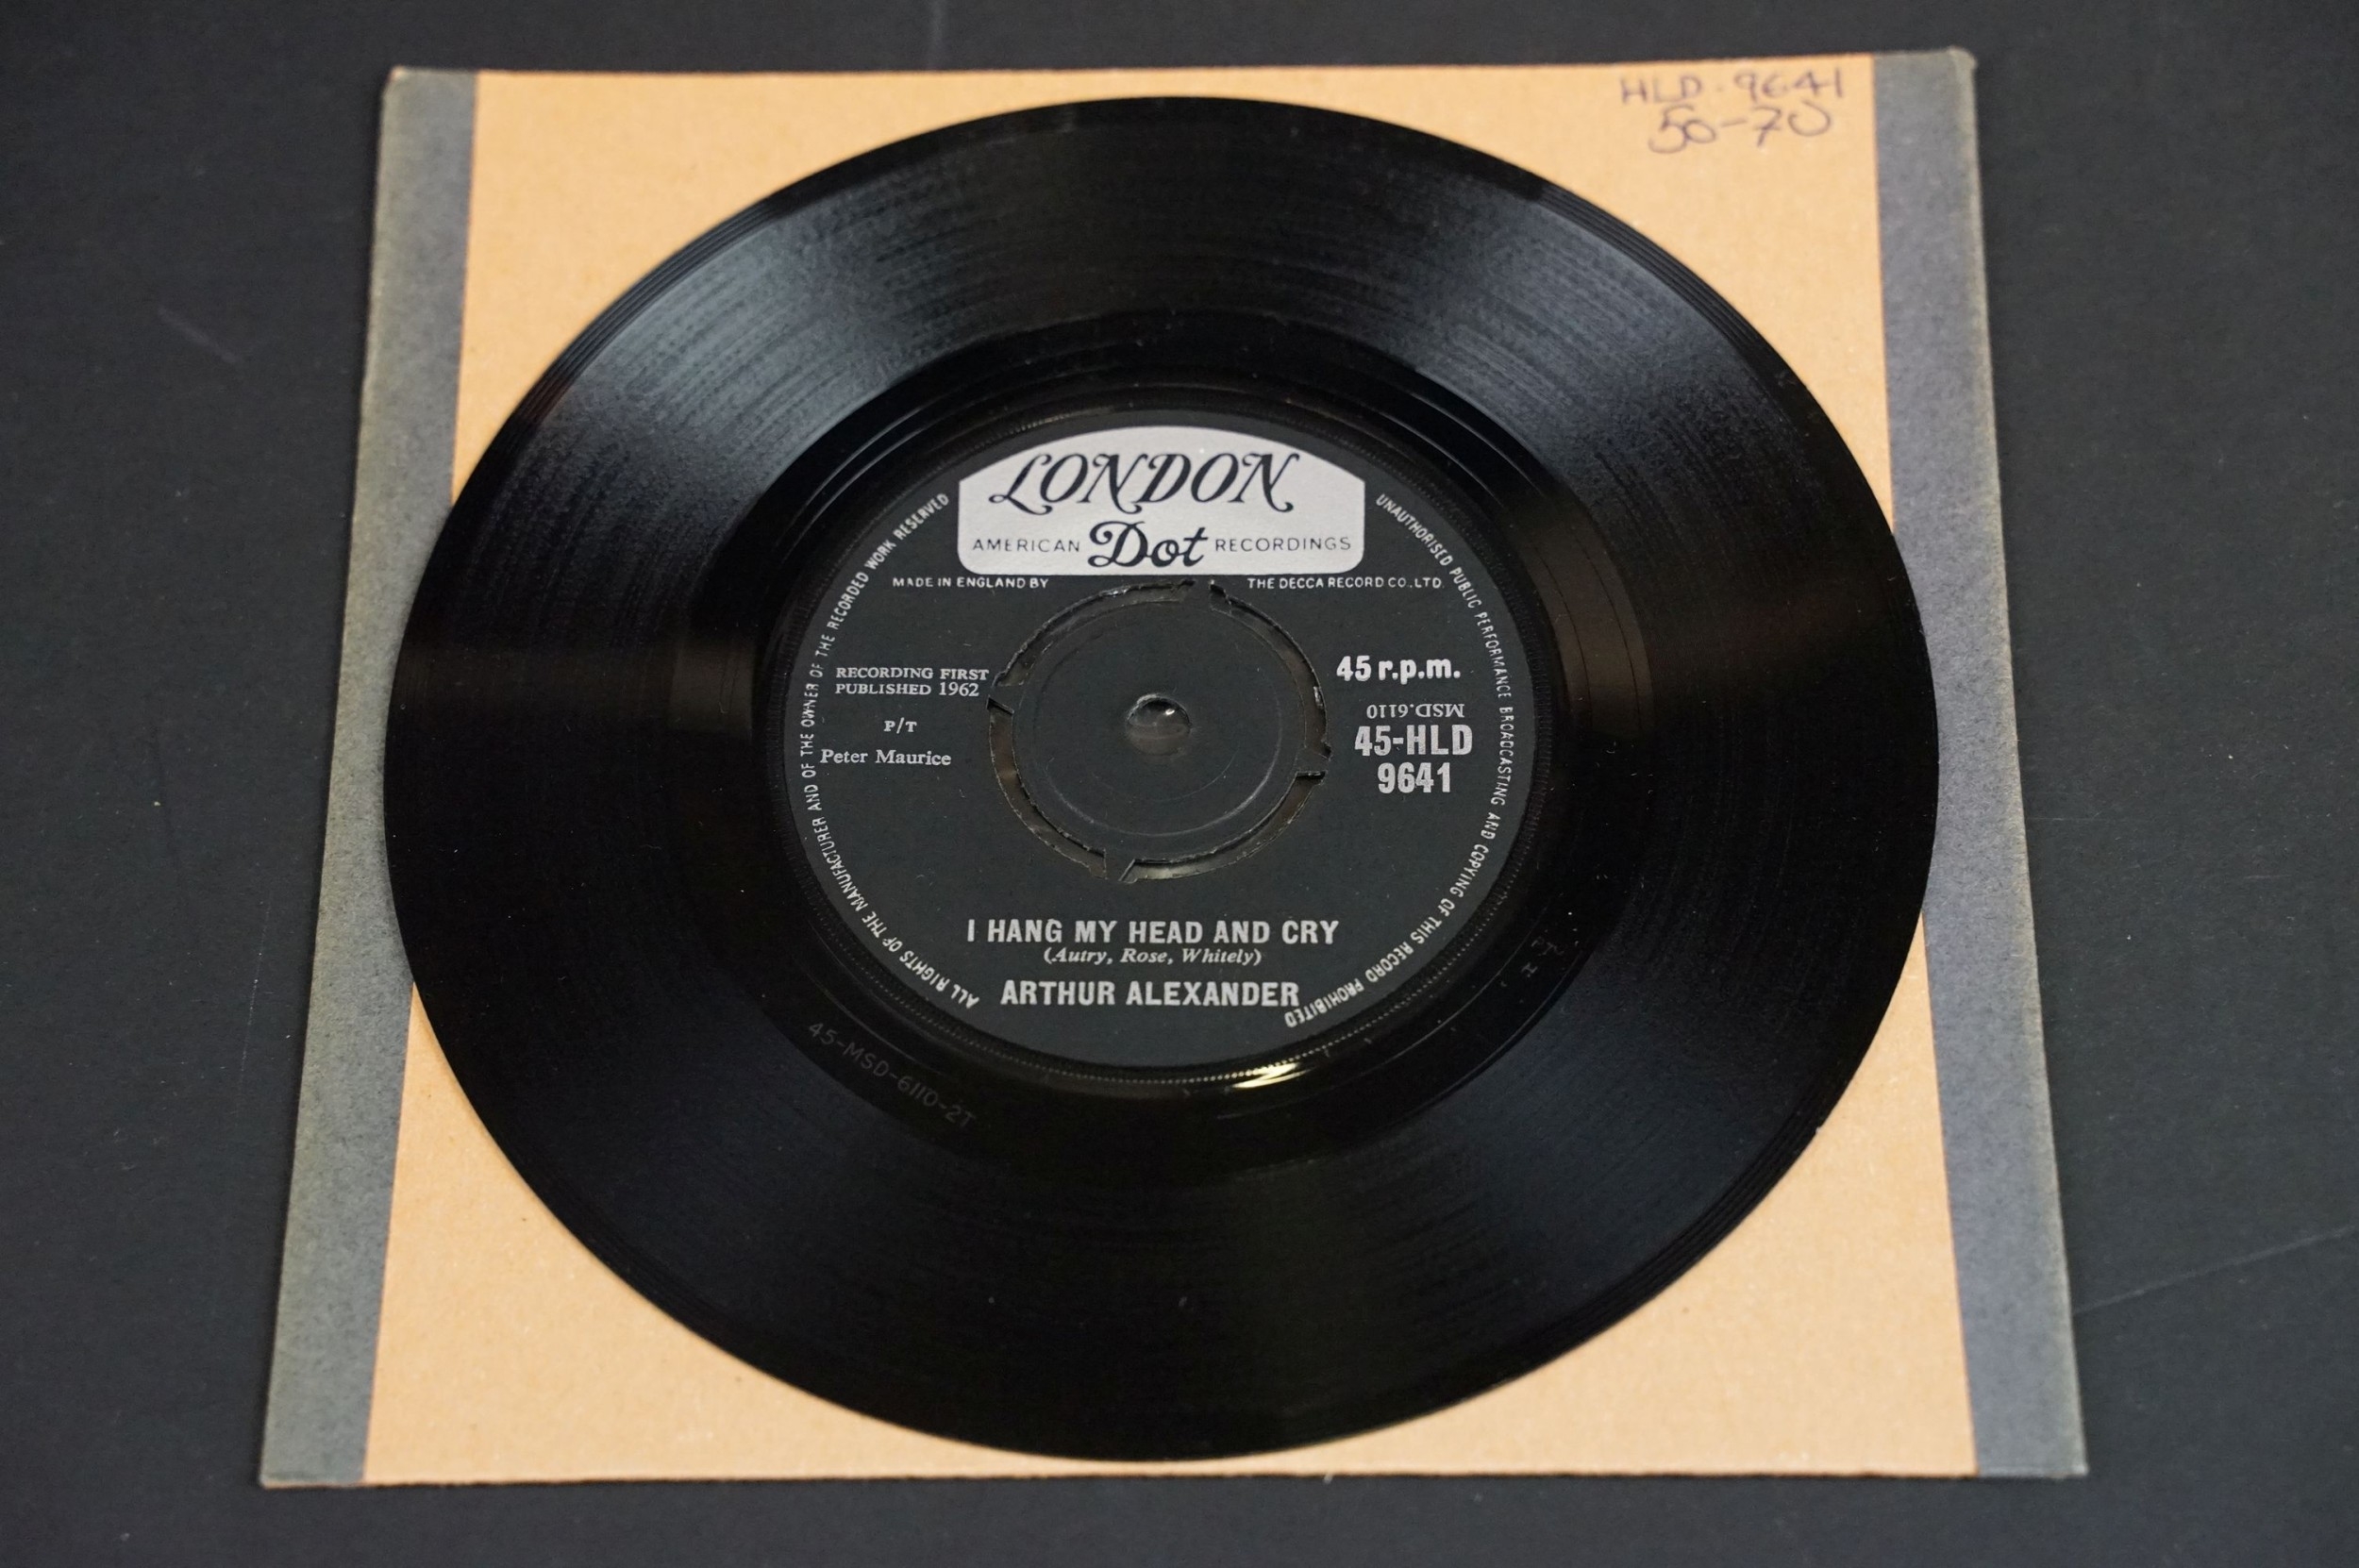 HLD·9641
50-70
LONDON
AMERICAN Dot RECORDINGS
MADE IN ENGLAND BY THE DECCA RECORD CO., LTD.
ALL RIGHTS OF THE MANUFACTURER AND OF THE OWNER OF THE RECORDED WORK RESERVED
UNAUTHORISED PUBLIC PERFORMANCE BROADCASTING AND COPYING OF THIS RECORD PROHIBITED
RECORDING FIRST
PUBLISHED 1962
P/T
Peter Maurice
45 r.p.m.
MSD.6110
45-HLD
9641
I HANG MY HEAD AND CRY
(Autry, Rose, Whitely)
ARTHUR ALEXANDER
45-MSD-6110-2T